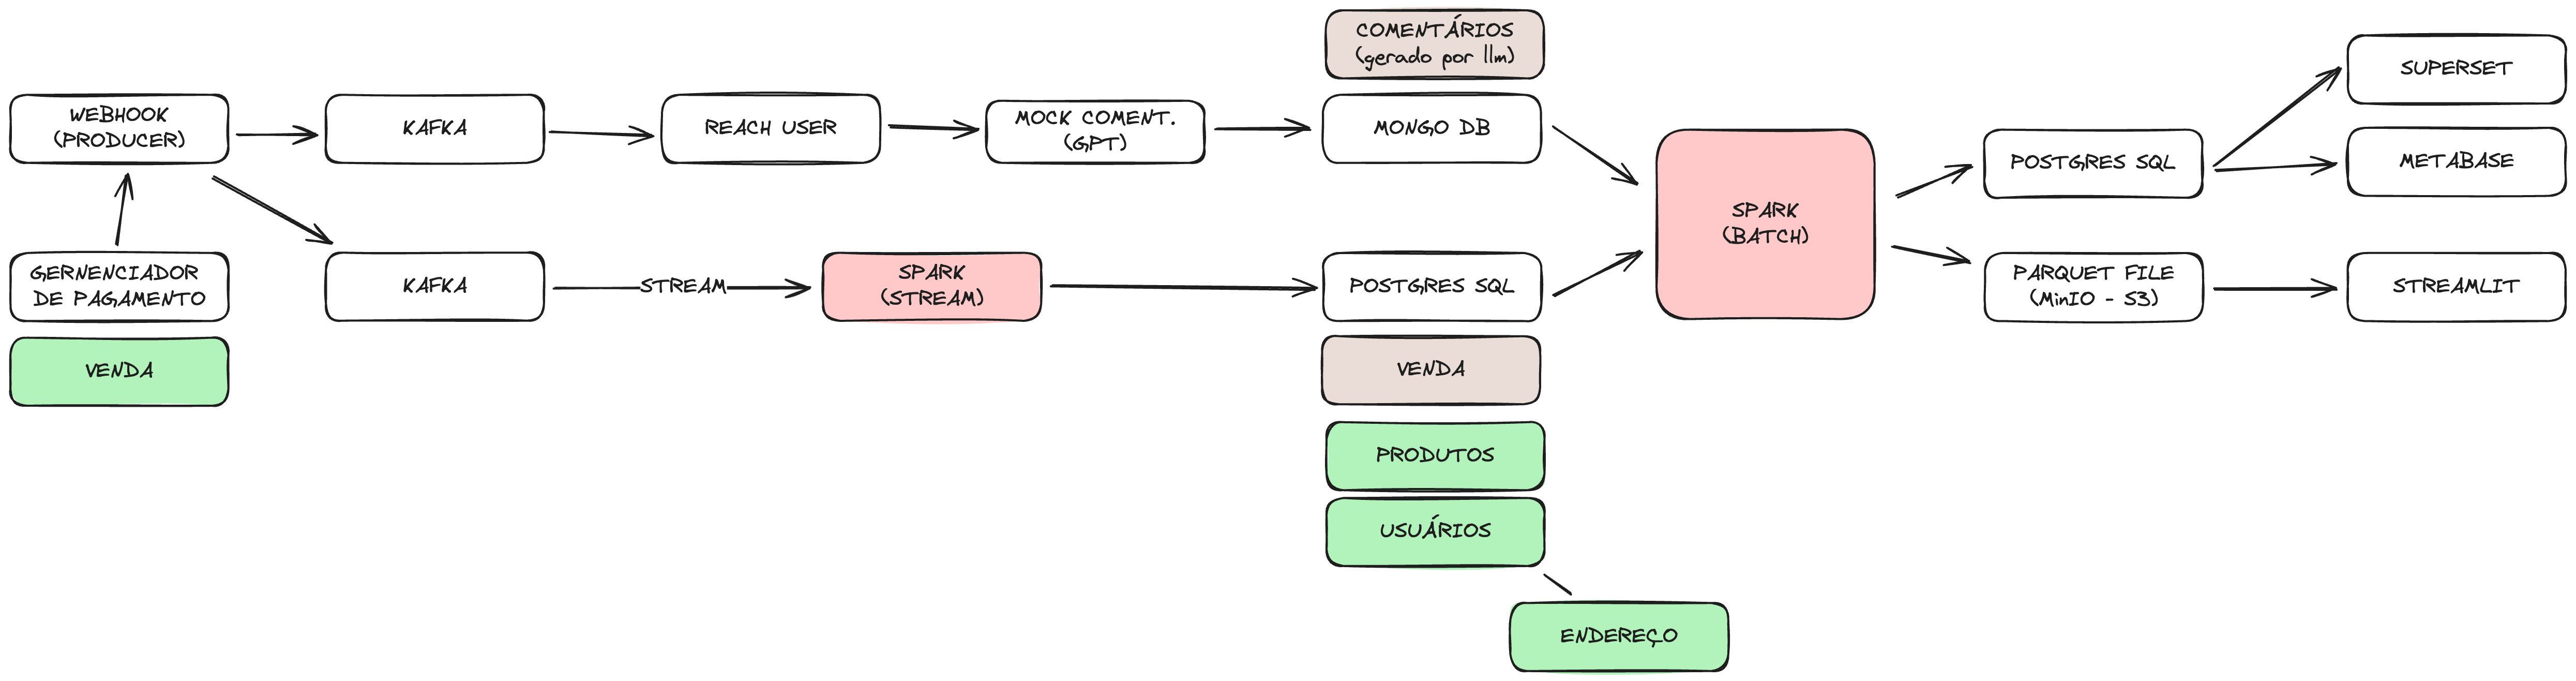 COMENTÁRIOS
(gerado por llm)
SUPERSET
WEBHOOK
(PRODUCER)
KAFKA
REACH USER
MOCK COMENT.
(GPT)
MONGO DB
POSTGRES SQL
METABASE
SPARK
(BATCH)
GERNENCIADOR
DE PAGAMENTO
KAFKA
STREAM
SPARK
(STREAM)
POSTGRES SQL
PARQUET FILE
(MinIO - S3)
STREAMLIT
VENDA
VENDA
PRODUTOS
USUÁRIOS
ENDEREÇO